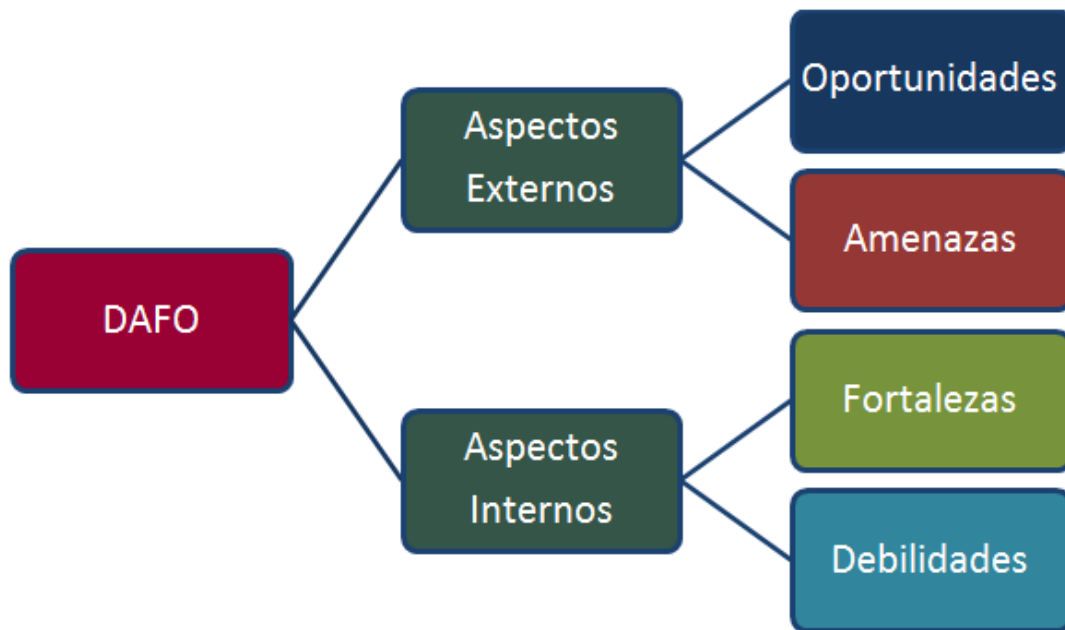 DAFO
Aspectos
Externos
Oportunidades
Amenazas
Aspectos
Internos
Fortalezas
Debilidades